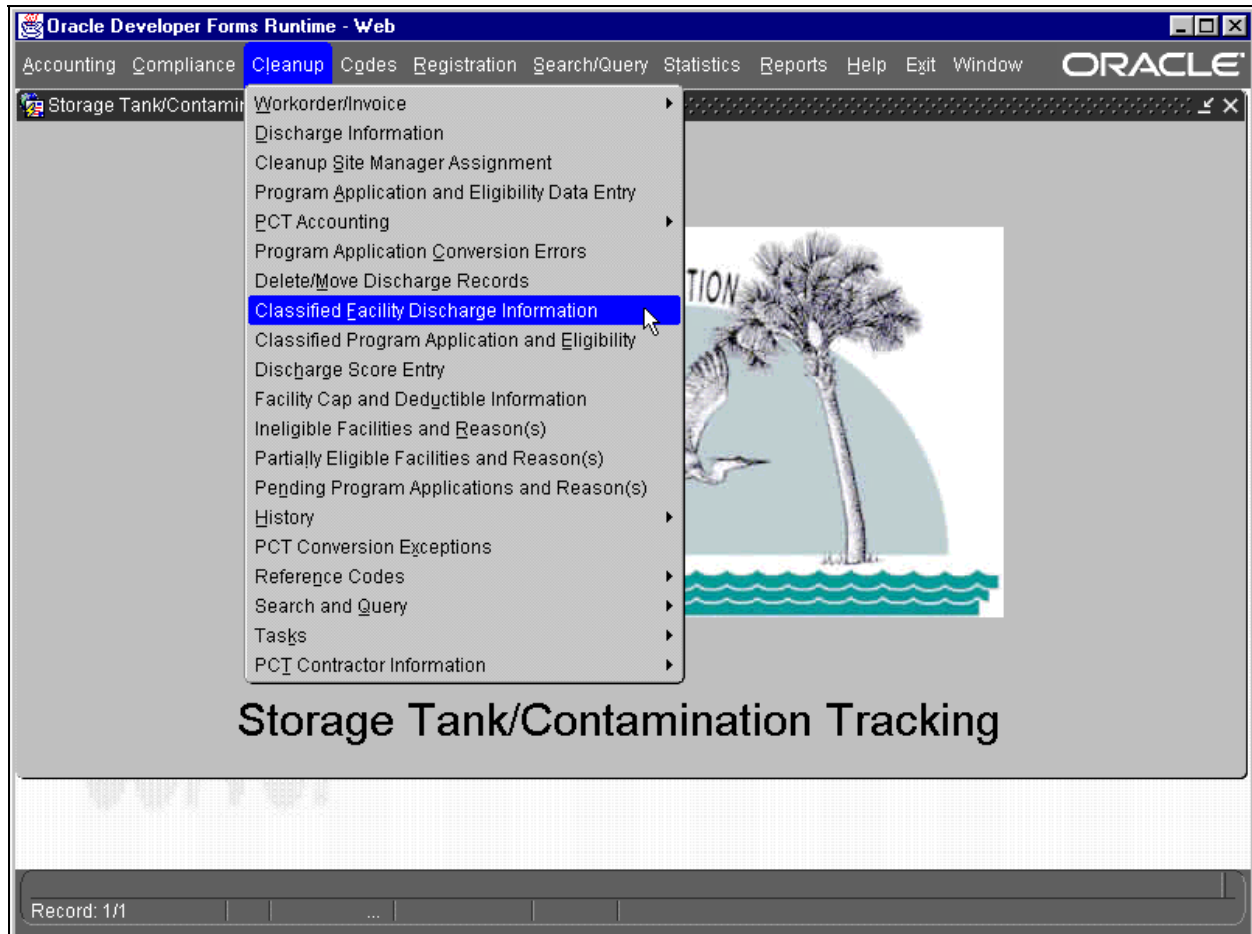 Oracle Developer Forms Runtime - Web
Accounting Compliance Cleanup Codes Registration Search/Query Statistics Reports Help Exit Window ORACLE
Storage Tank/Contamin
Workorder/Invoice
Discharge Information
Cleanup Site Manager Assignment
Program Application and Eligibility Data Entry
PCT Accounting
Program Application Conversion Errors
Delete/Move Discharge Records
Classified Facility Discharge Information
Classified Program Application and Eligibility
Discharge Score Entry
Facility Cap and Deductible Information
Ineligible Facilities and Reason(s)
Partially Eligible Facilities and Reason(s)
Pending Program Applications and Reason(s)
History
PCT Conversion Exceptions
Reference Codes
Search and Query
Tasks
PCT Contractor Information
TION
Storage Tank/Contamination Tracking
Record: 1/1
...